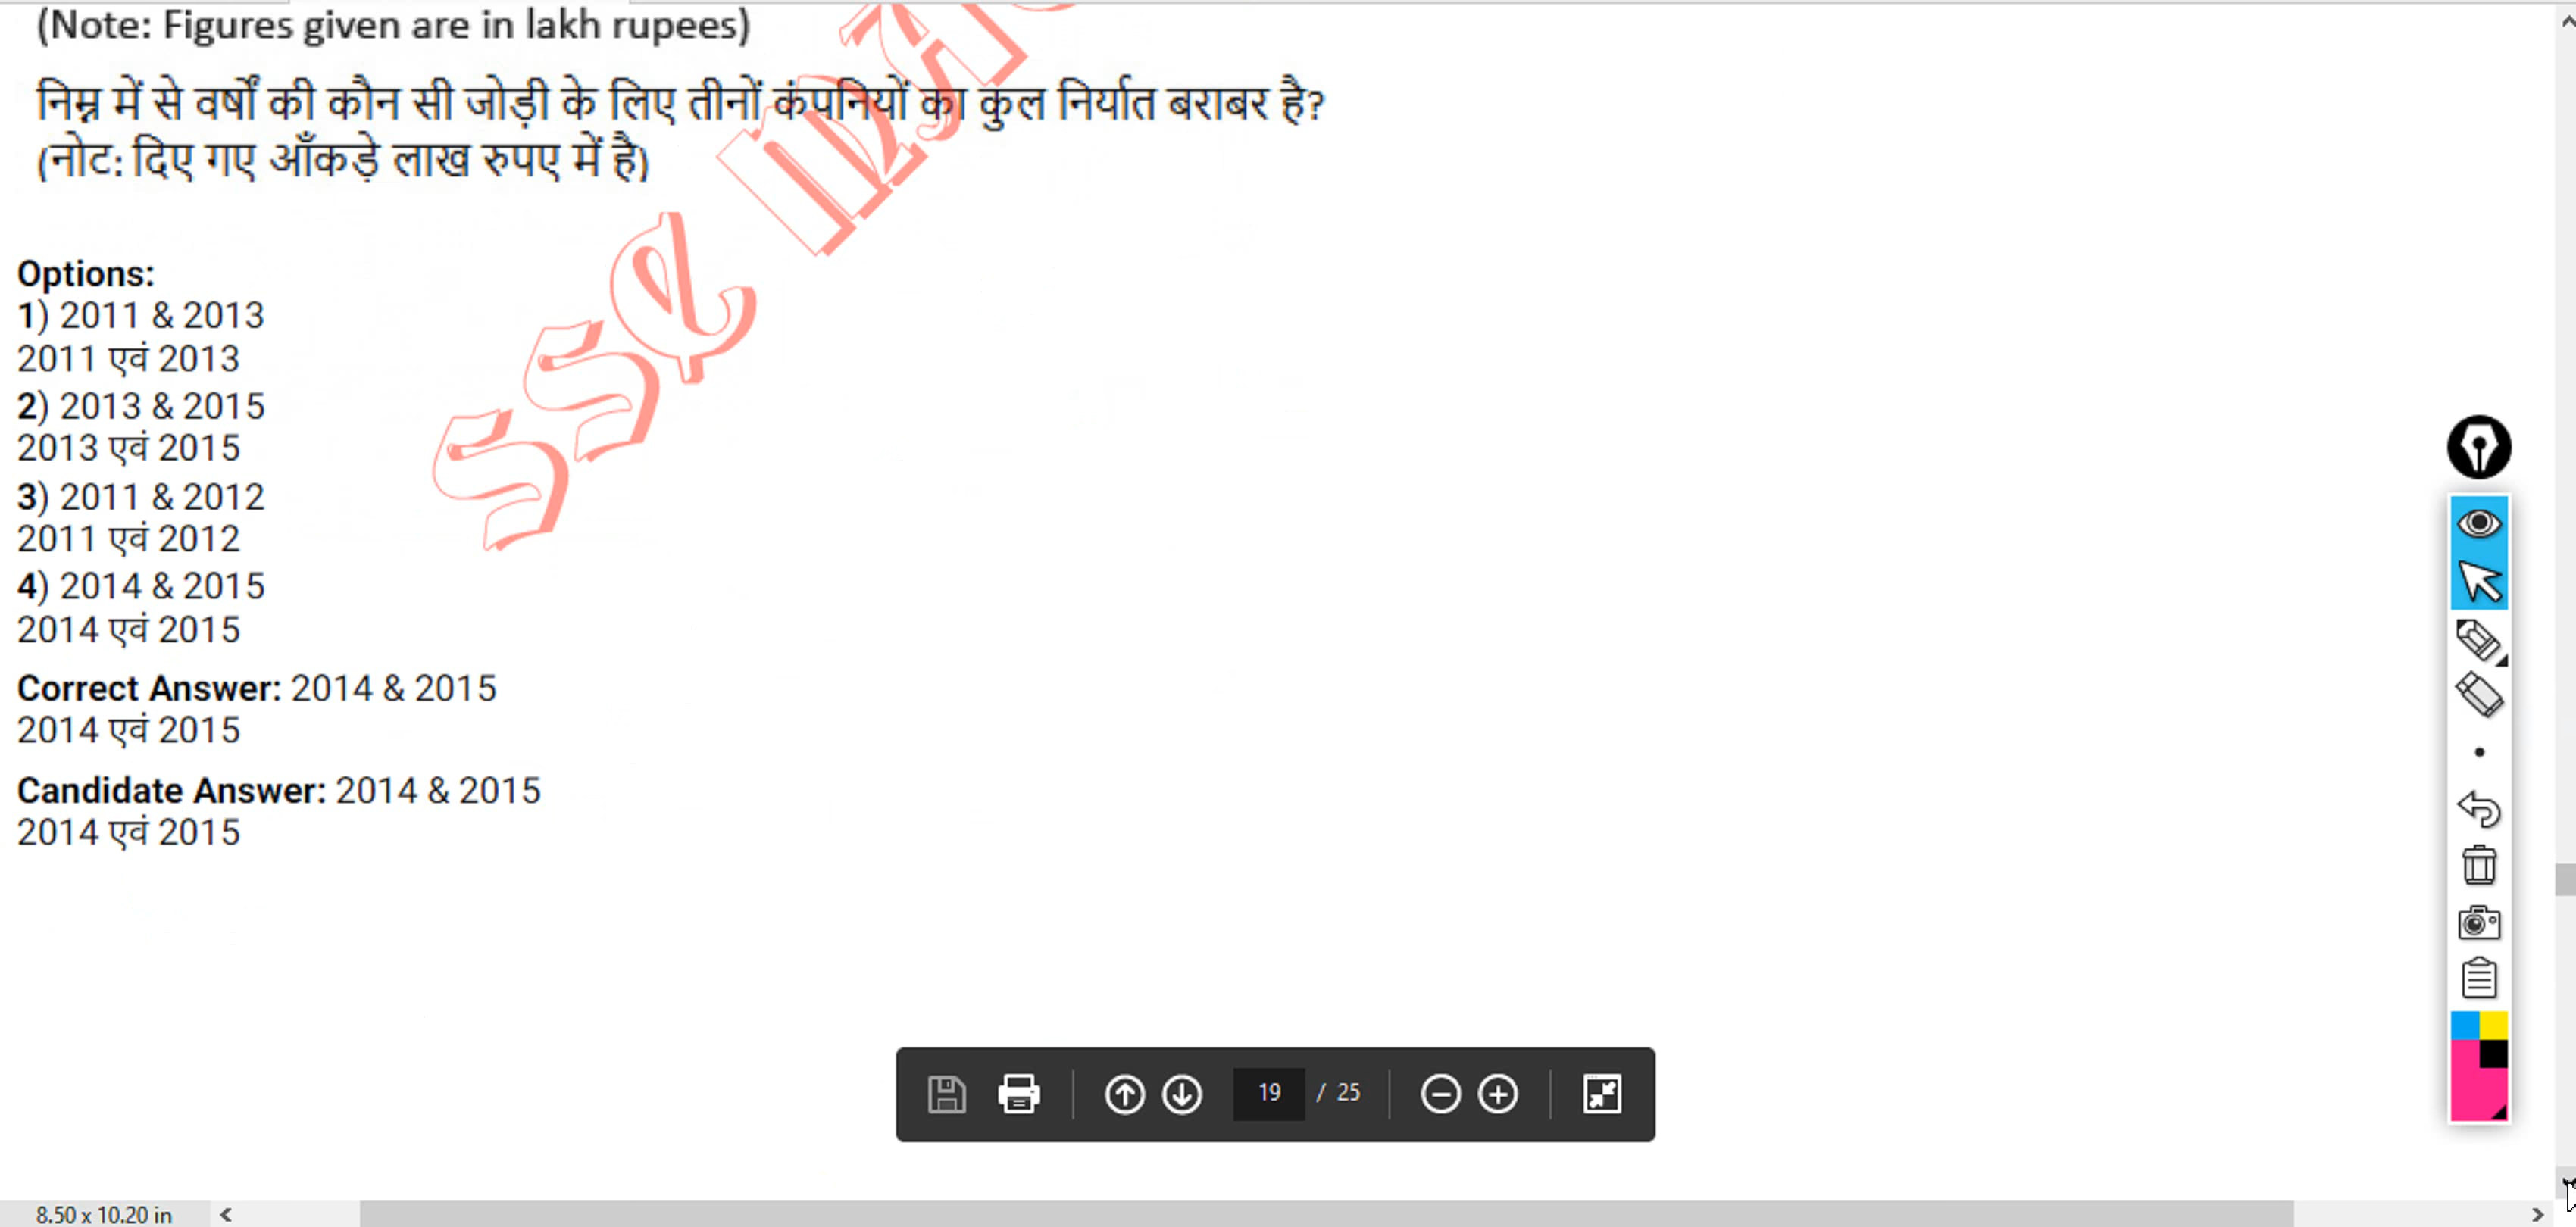 (Note: Figures given are in lakh rupees)
निम्न में से वर्षों की कौन सी जोड़ी के लिए तीनों कंपनियों का कुल निर्यात बराबर है?
(नोट: दिए गए आँकड़े लाख रुपए में है)
Options:
1) 2011 & 2013
2011 एवं 2013
2) 2013 & 2015
2013 एवं 2015
3) 2011 & 2012
2011 एवं 2012
4) 2014 & 2015
2014 एवं 2015
Correct Answer: 2014 & 2015
2014 एवं 2015
Candidate Answer: 2014 & 2015
2014 एवं 2015
SSC
19 / 25
8.50 x 10.20 in